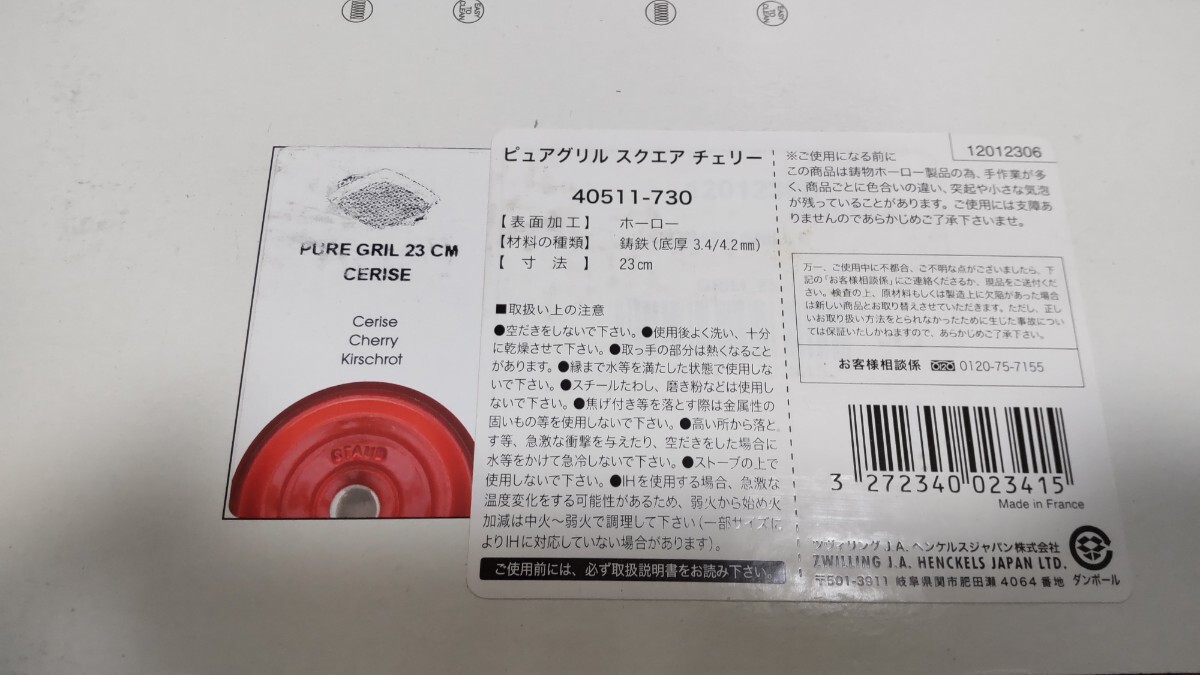 EASY TO CLEAN
EASY TO CLEAN
PURE GRIL 23 CM
CERISE
Cerise
Cherry
Kirschrot
STAUB
ピュアグリル スクエア チェリー
40511-730
【表面加工】 ホーロー
【材料の種類】 鋳鉄(底厚 3.4/4.2㎜)
【寸法】 23㎝
■取扱い上の注意
●空だきをしないで下さい。●使用後よく洗い、十分
に乾燥させて下さい。●取っ手の部分は熱くなること
があります。●縁まで水等を満たした状態で使用しな
いで下さい。●スチールたわし、磨き粉などは使用し
ないで下さい。●焦げ付き等を落とす際は金属性の
固いもの等を使用しないで下さい。●高い所から落と
す等、急激な衝撃を与えたり、空だきをした場合に
水等をかけて急冷しないで下さい。●ストーブの上で
使用しないで下さい。●IHを使用する場合、急激な
温度変化をする可能性があるため、弱火から始め火
加減は中火〜弱火で調理して下さい(一部サイズに
よりIHに対応していない場合があります)。
ご使用前には、必ず取扱説明書をお読み下さい。
12012306
※ご使用になる前に
この商品は鋳物ホーロー製品の為、手作業が多
く、商品ごとに色合いの違い、突起や小さな気泡
が残っていることがあります。ご使用には支障あ
りませんのであらかじめご了承下さいませ。
万一、ご使用中に不都合、ご不明な点がございましたら、下
記の「お客様相談係」にご連絡くださるか、現品をご送付くだ
さい。検査の上、原材料もしくは製造上に欠陥があった場合
は新しい商品とお取り替えさせていただきます。ただし、正し
いお取り扱い方法をとられなかったために生じた事故につい
ては保証いたしかねますので、あらかじめご了承下さい。
お客様相談係 0120-75-7155
3 272340 023415
Made in France
ツヴィリング J.A. ヘンケルスジャパン株式会社
ZWILLING J.A. HENCKELS JAPAN LTD.
〒501-3911 岐阜県関市肥田瀬 4064 番地
ダンボール